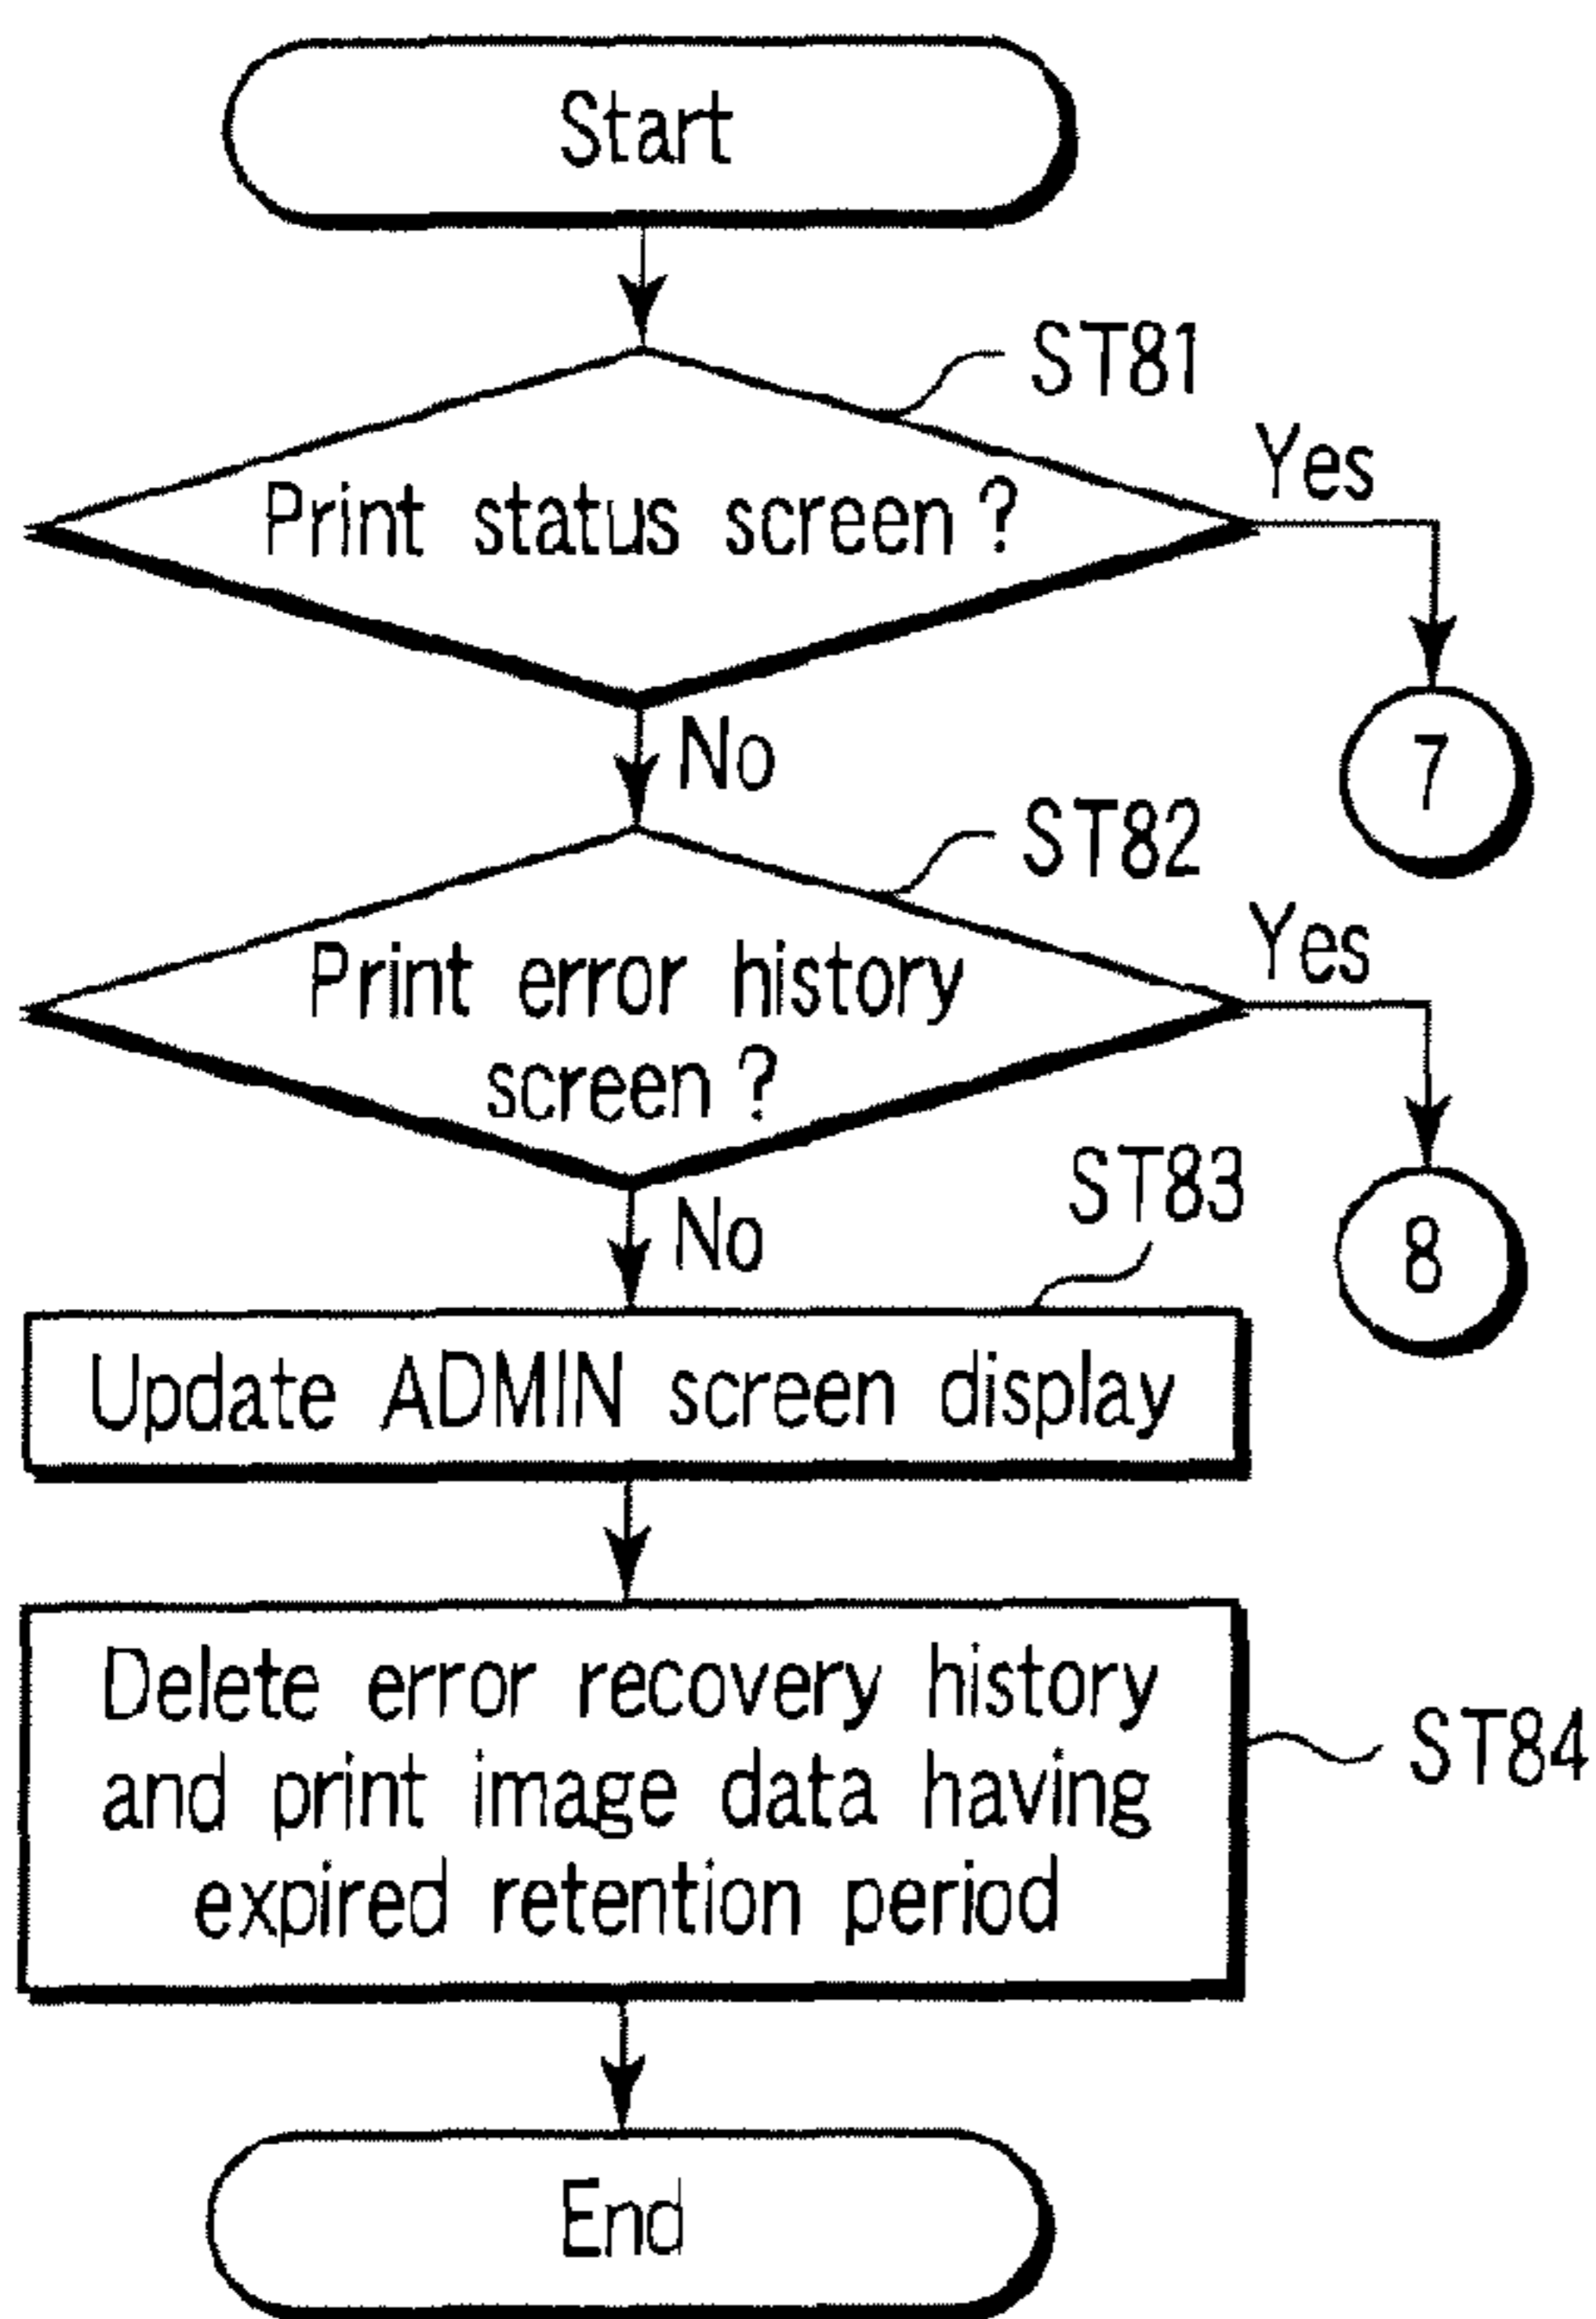 Start
ST81
Print status screen ?
Yes
7
No
ST82
Print error history
screen ?
Yes
8
No
ST83
Update ADMIN screen display
Delete error recovery history
and print image data having
expired retention period
ST84
End